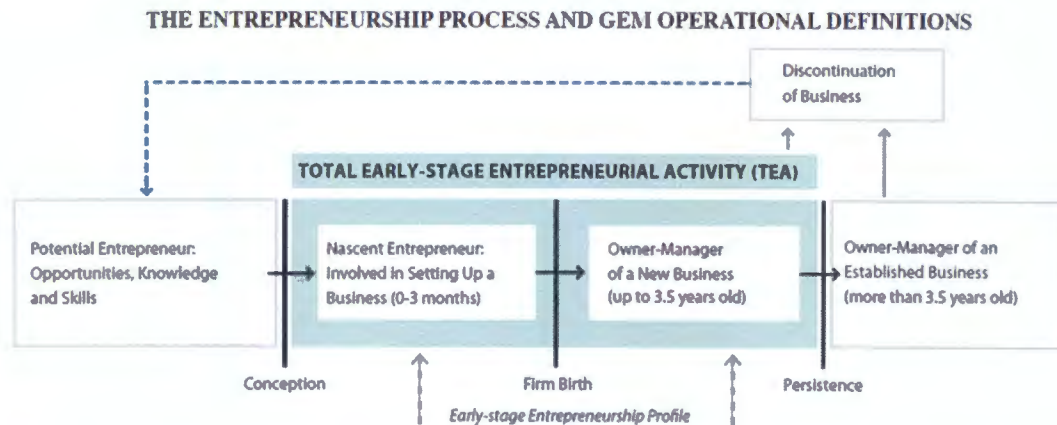 THE ENTREPRENEURSHIP PROCESS AND GEM OPERATIONAL DEFINITIONS
Discontinuation
of Business
TOTAL EARLY-STAGE ENTREPRENEURIAL ACTIVITY (TEA)
Potential Entrepreneur:
Opportunities, Knowledge
and Skills
Nascent Entrepreneur:
Involved in Setting Up a
Business (0-3 months)
Owner-Manager
of a New Business
(up to 3.5 years old)
Owner-Manager of an
Established Business
(more than 3.5 years old)
Conception
Firm Birth
Persistence
Early-stage Entrepreneurship Profile